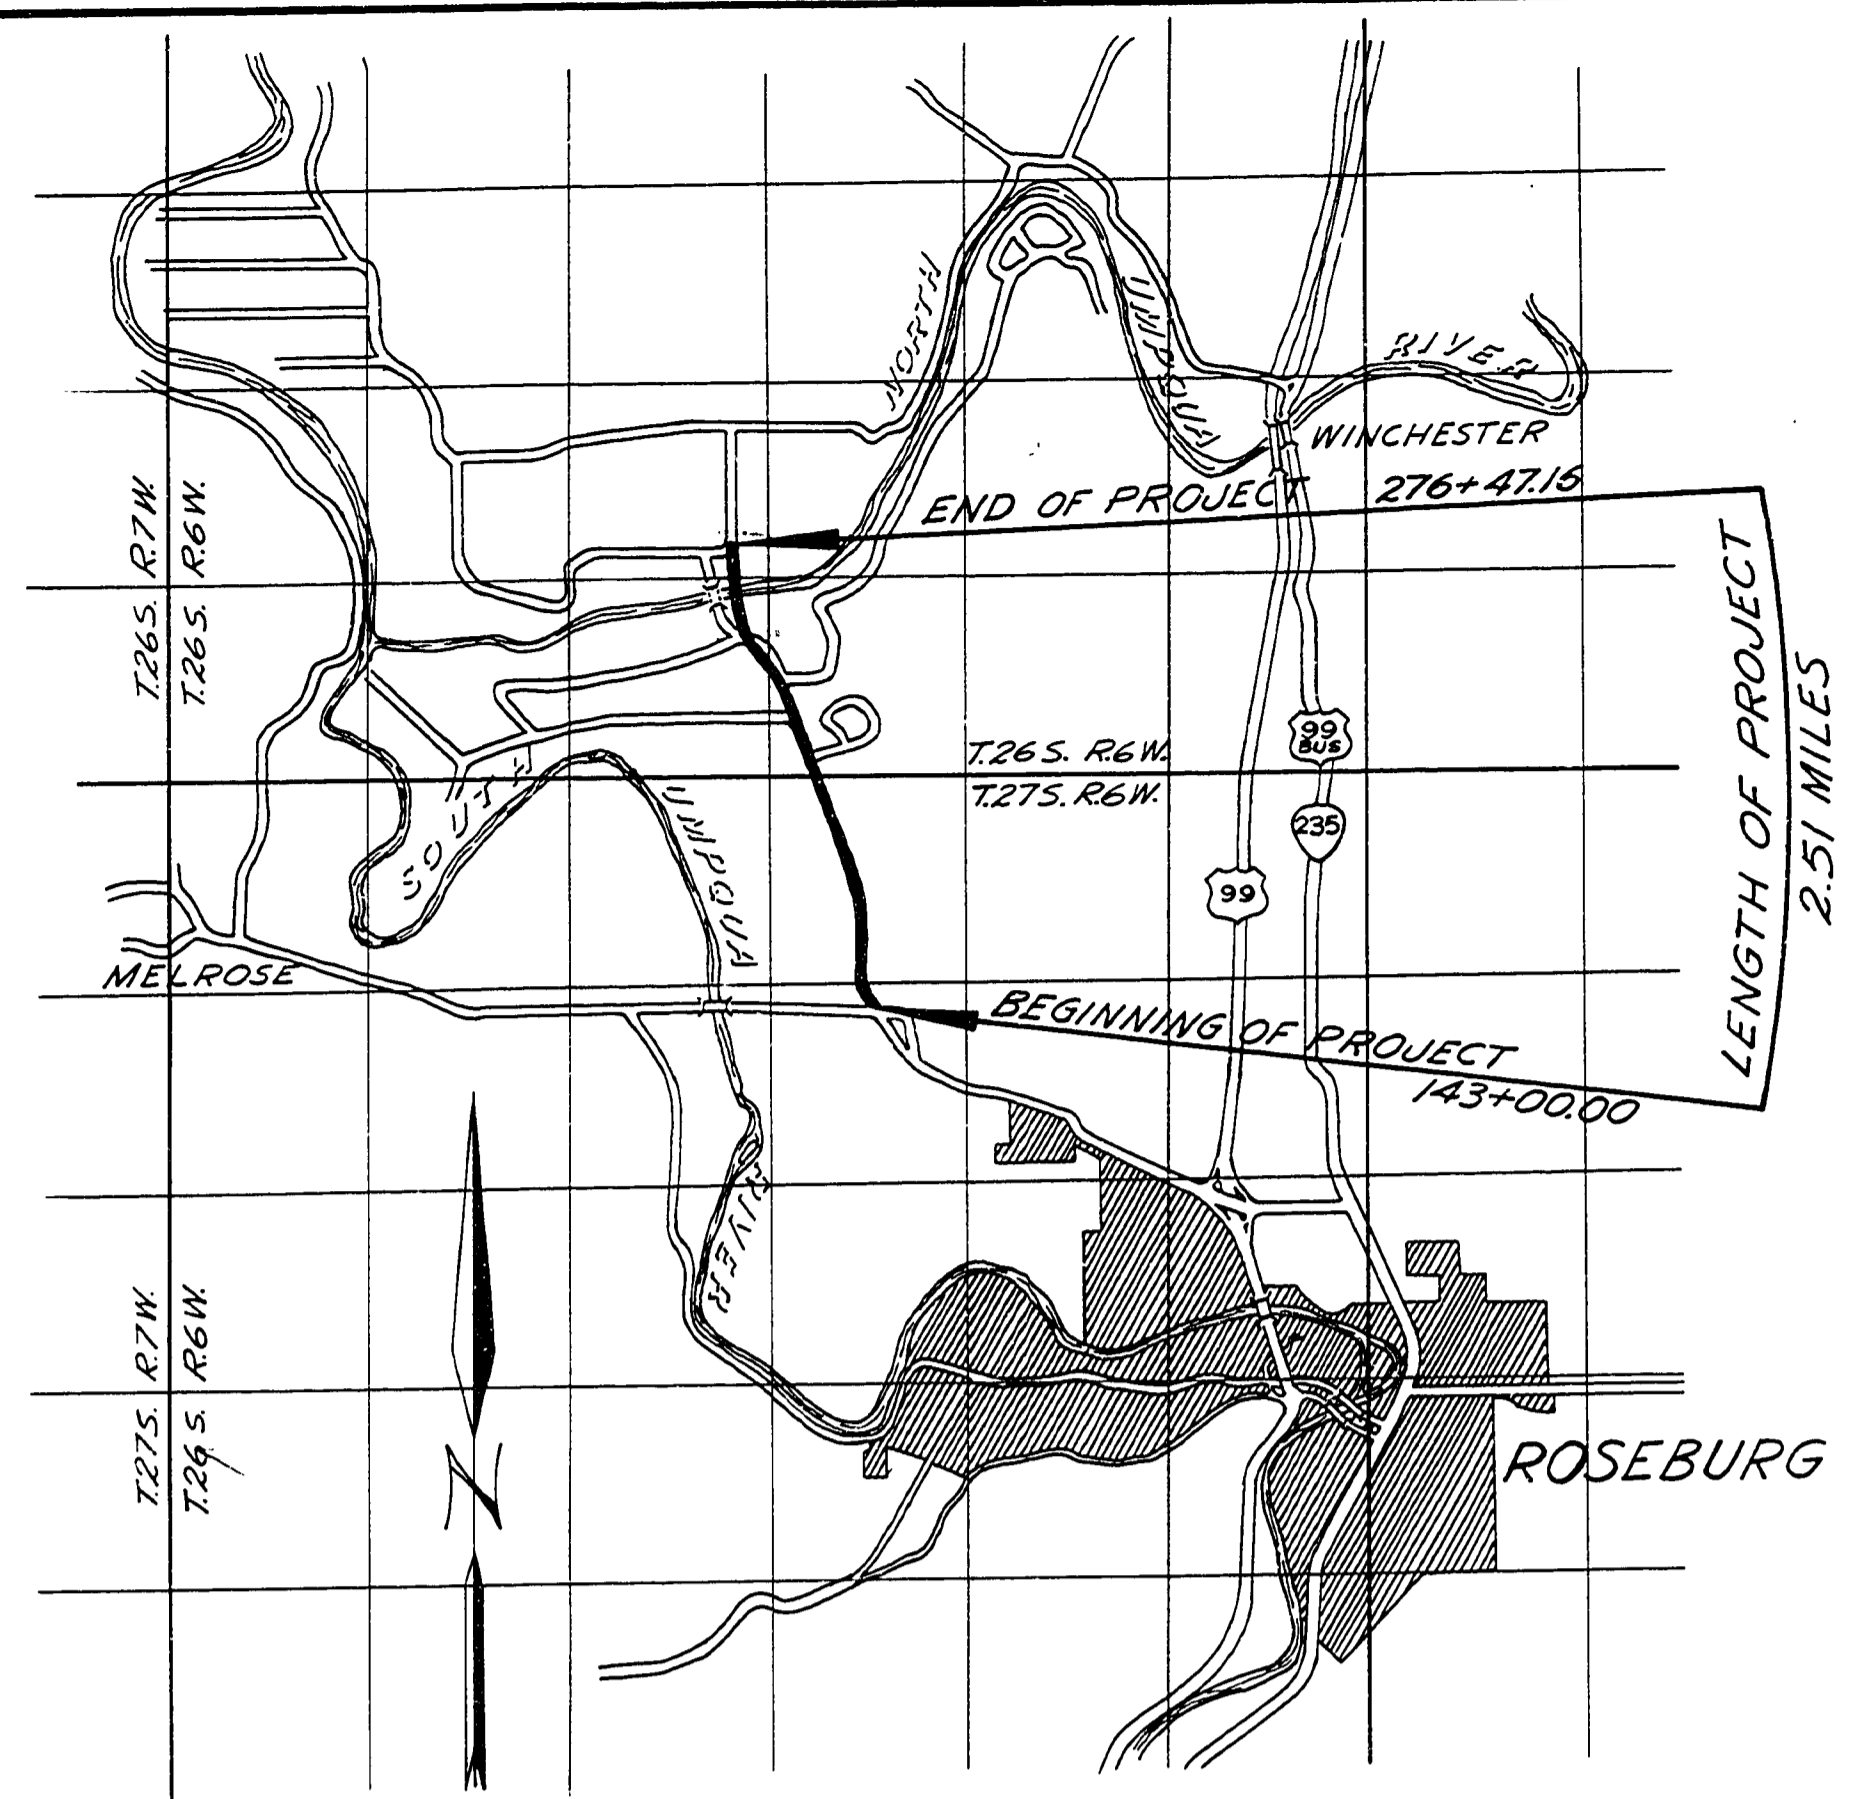 NORTH
UMPQUA
RIVER
WINCHESTER
END OF PROJECT 276+47.15
T.26S. R.7W.
T.26S. R.6W.
LENGTH OF PROJECT
2.51 MILES
99
BUS
T.26S. R.6W.
T.27S. R.6W.
235
99
SOUTH
UMPQUA
RIVER
MELROSE
BEGINNING OF PROJECT
143+00.00
T.27S. R.7W.
T.26S. R.6W.
N
ROSEBURG